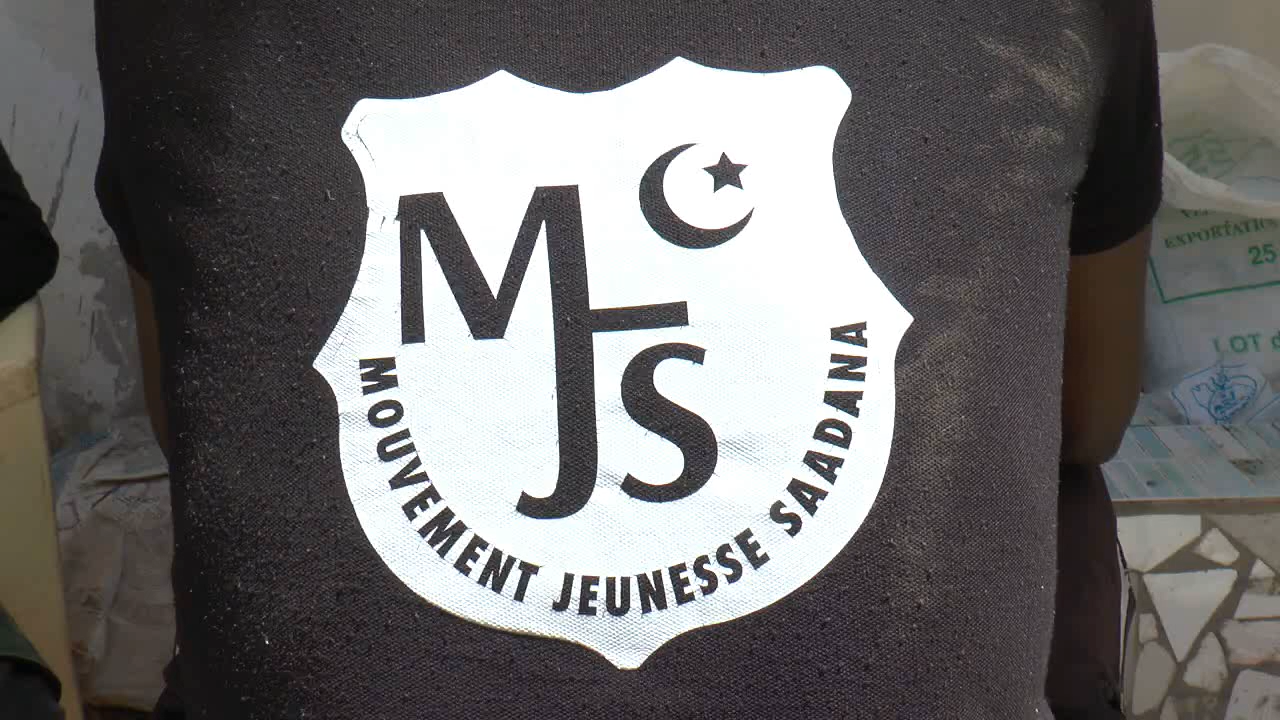 MJS
MOUVEMENT JEUNESSE SAADANA
EXPORTATION
25
LOT